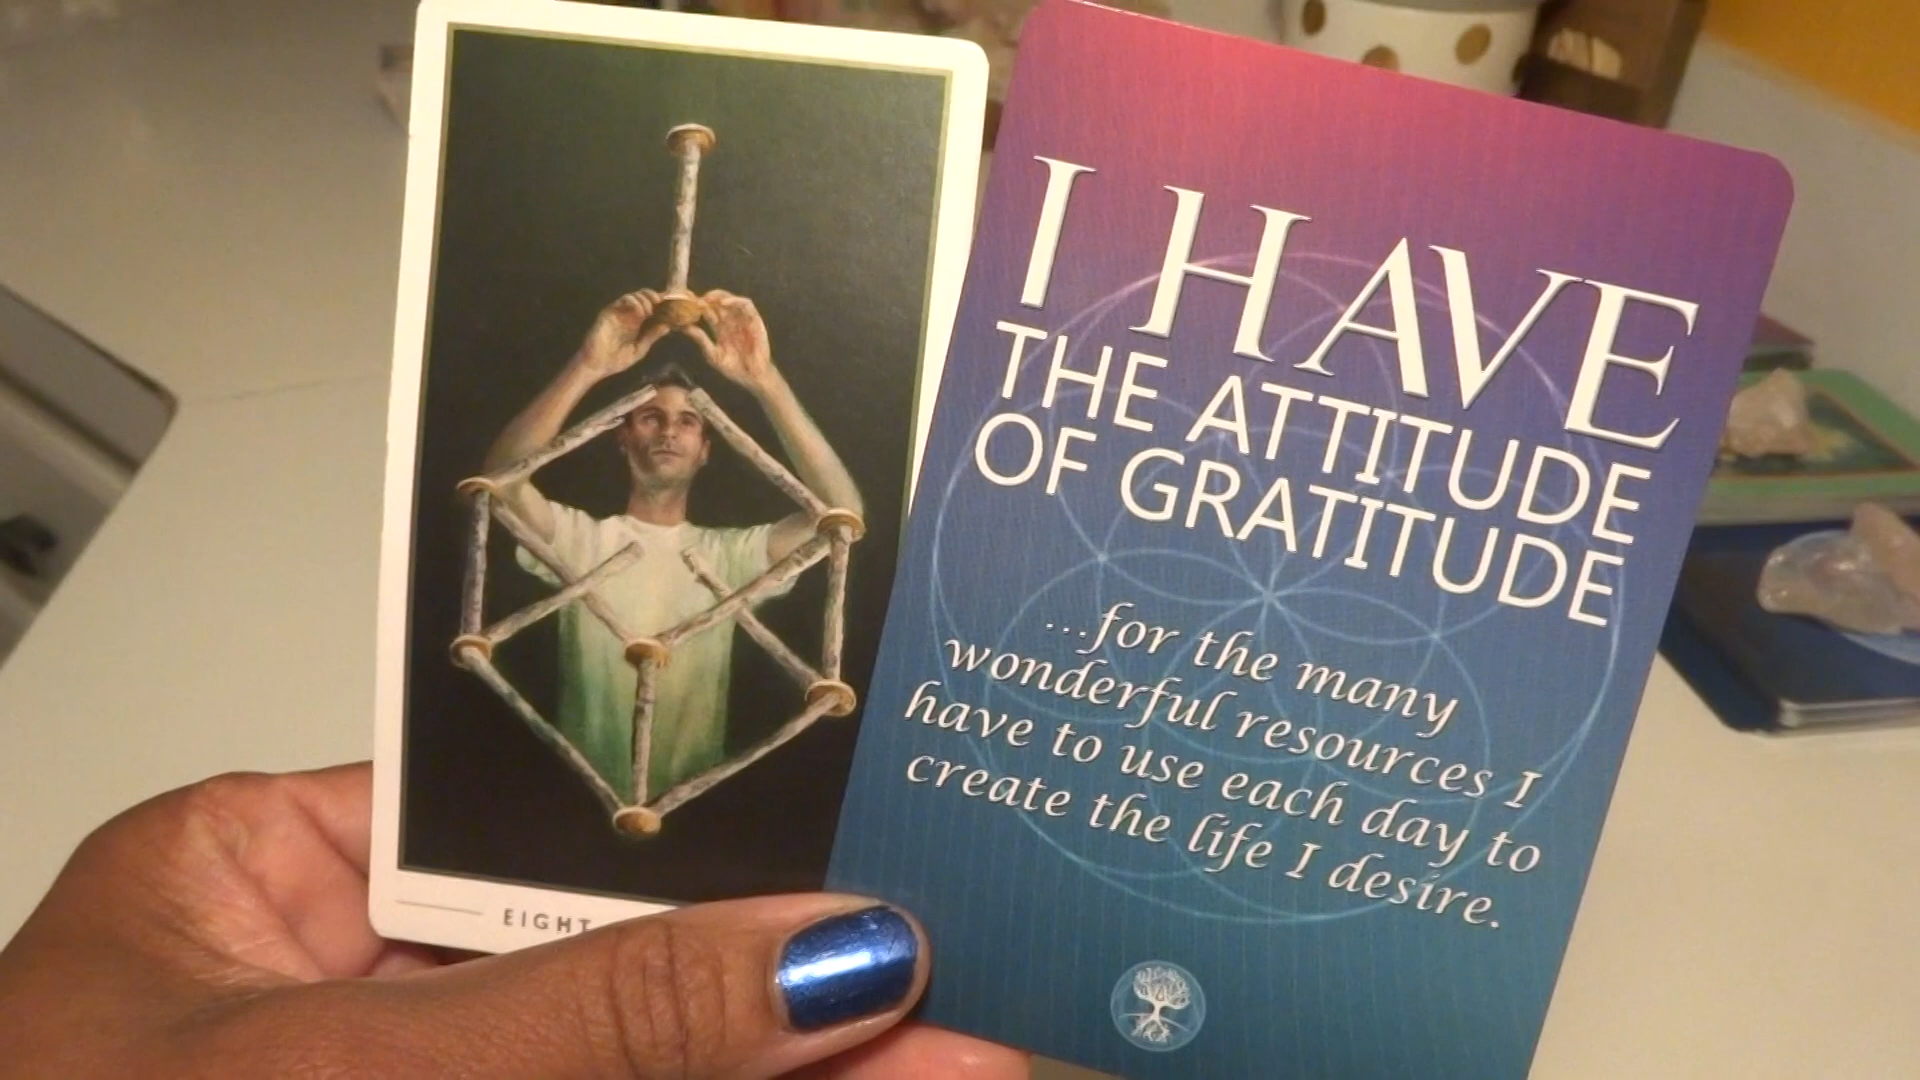 EIGHT
I HAVE
THE ATTITUDE
OF GRATITUDE
...for the many
wonderful resources I
have to use each day to
create the life I desire.